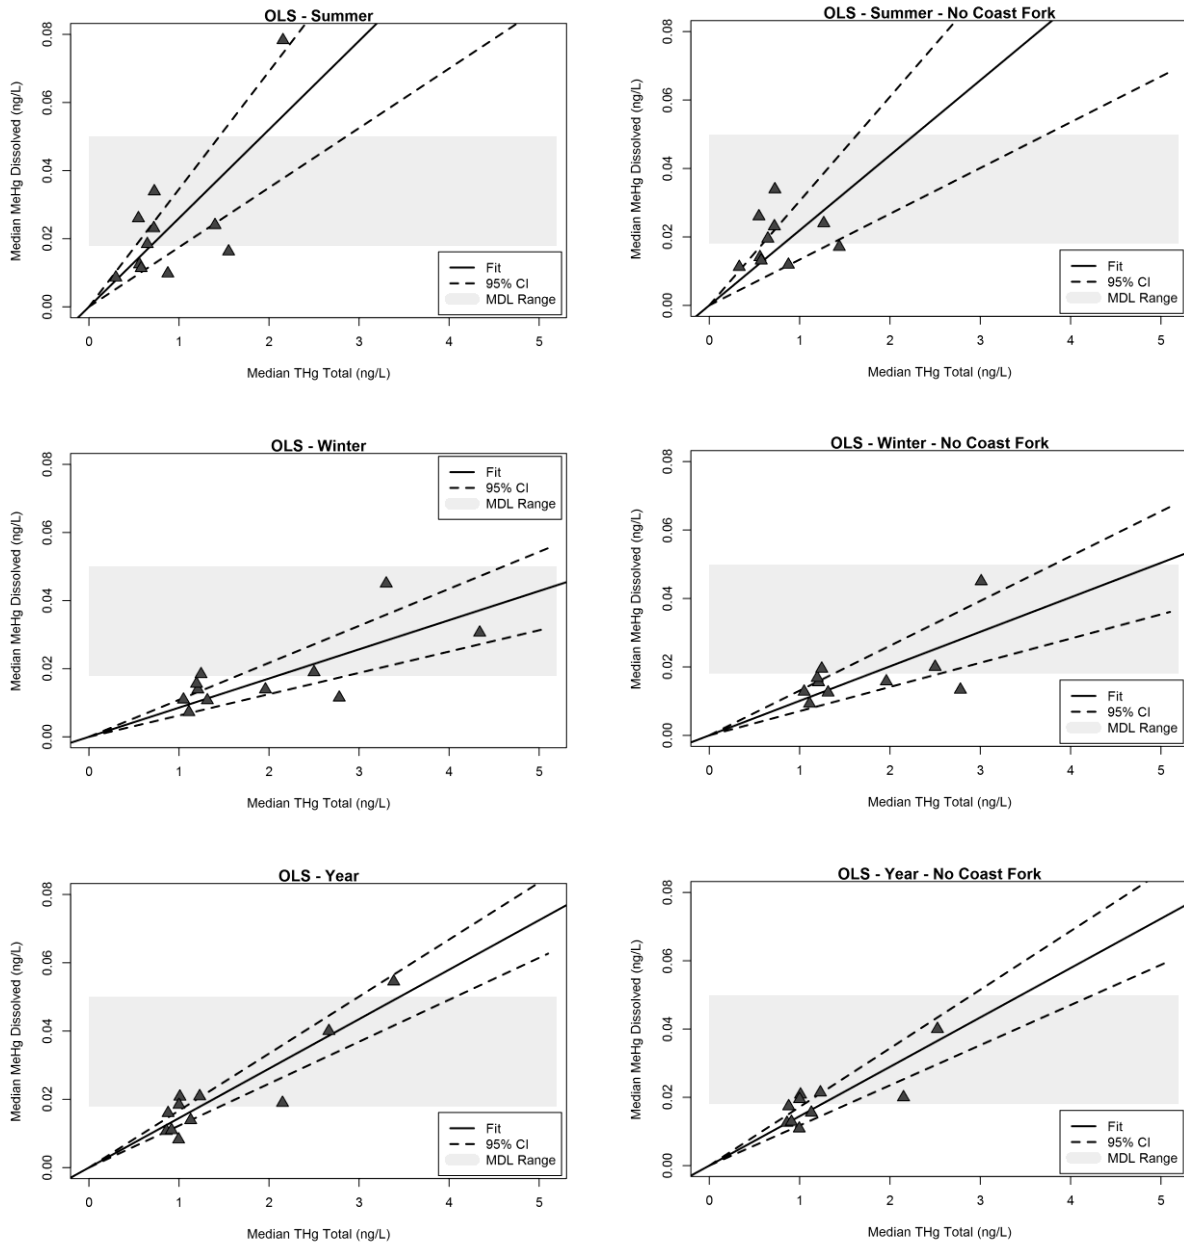 OLS - Summer
Median MeHg Dissolved (ng/L)
0.00 0.02 0.04 0.06 0.08
Fit
95% CI
MDL Range
0 1 2 3 4 5
Median THg Total (ng/L)
OLS - Summer - No Coast Fork
Median MeHg Dissolved (ng/L)
0.00 0.02 0.04 0.06 0.08
Fit
95% CI
MDL Range
0 1 2 3 4 5
Median THg Total (ng/L)
OLS - Winter
Median MeHg Dissolved (ng/L)
0.00 0.02 0.04 0.06 0.08
Fit
95% CI
MDL Range
0 1 2 3 4 5
Median THg Total (ng/L)
OLS - Winter - No Coast Fork
Median MeHg Dissolved (ng/L)
0.00 0.02 0.04 0.06 0.08
Fit
95% CI
MDL Range
0 1 2 3 4 5
Median THg Total (ng/L)
OLS - Year
Median MeHg Dissolved (ng/L)
0.00 0.02 0.04 0.06 0.08
Fit
95% CI
MDL Range
0 1 2 3 4 5
Median THg Total (ng/L)
OLS - Year - No Coast Fork
Median MeHg Dissolved (ng/L)
0.00 0.02 0.04 0.06 0.08
Fit
95% CI
MDL Range
0 1 2 3 4 5
Median THg Total (ng/L)